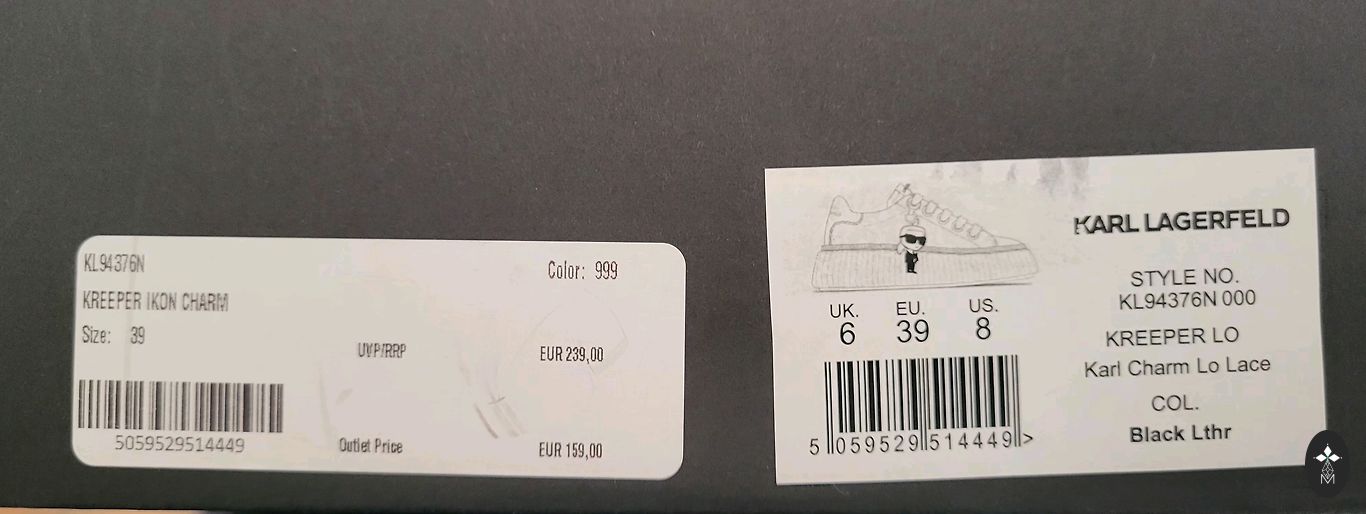 KL94376N
Color: 999
KREEPER IKON CHARM
Size: 39
UVP/RRP EUR 239,00
5059529514449
Outlet Price EUR 159,00
KARL LAGERFELD
STYLE NO.
KL94376N 000
UK. EU. US.
6 39 8
KREEPER LO
Karl Charm Lo Lace
COL.
Black Lthr
5 059529 514449 >
M